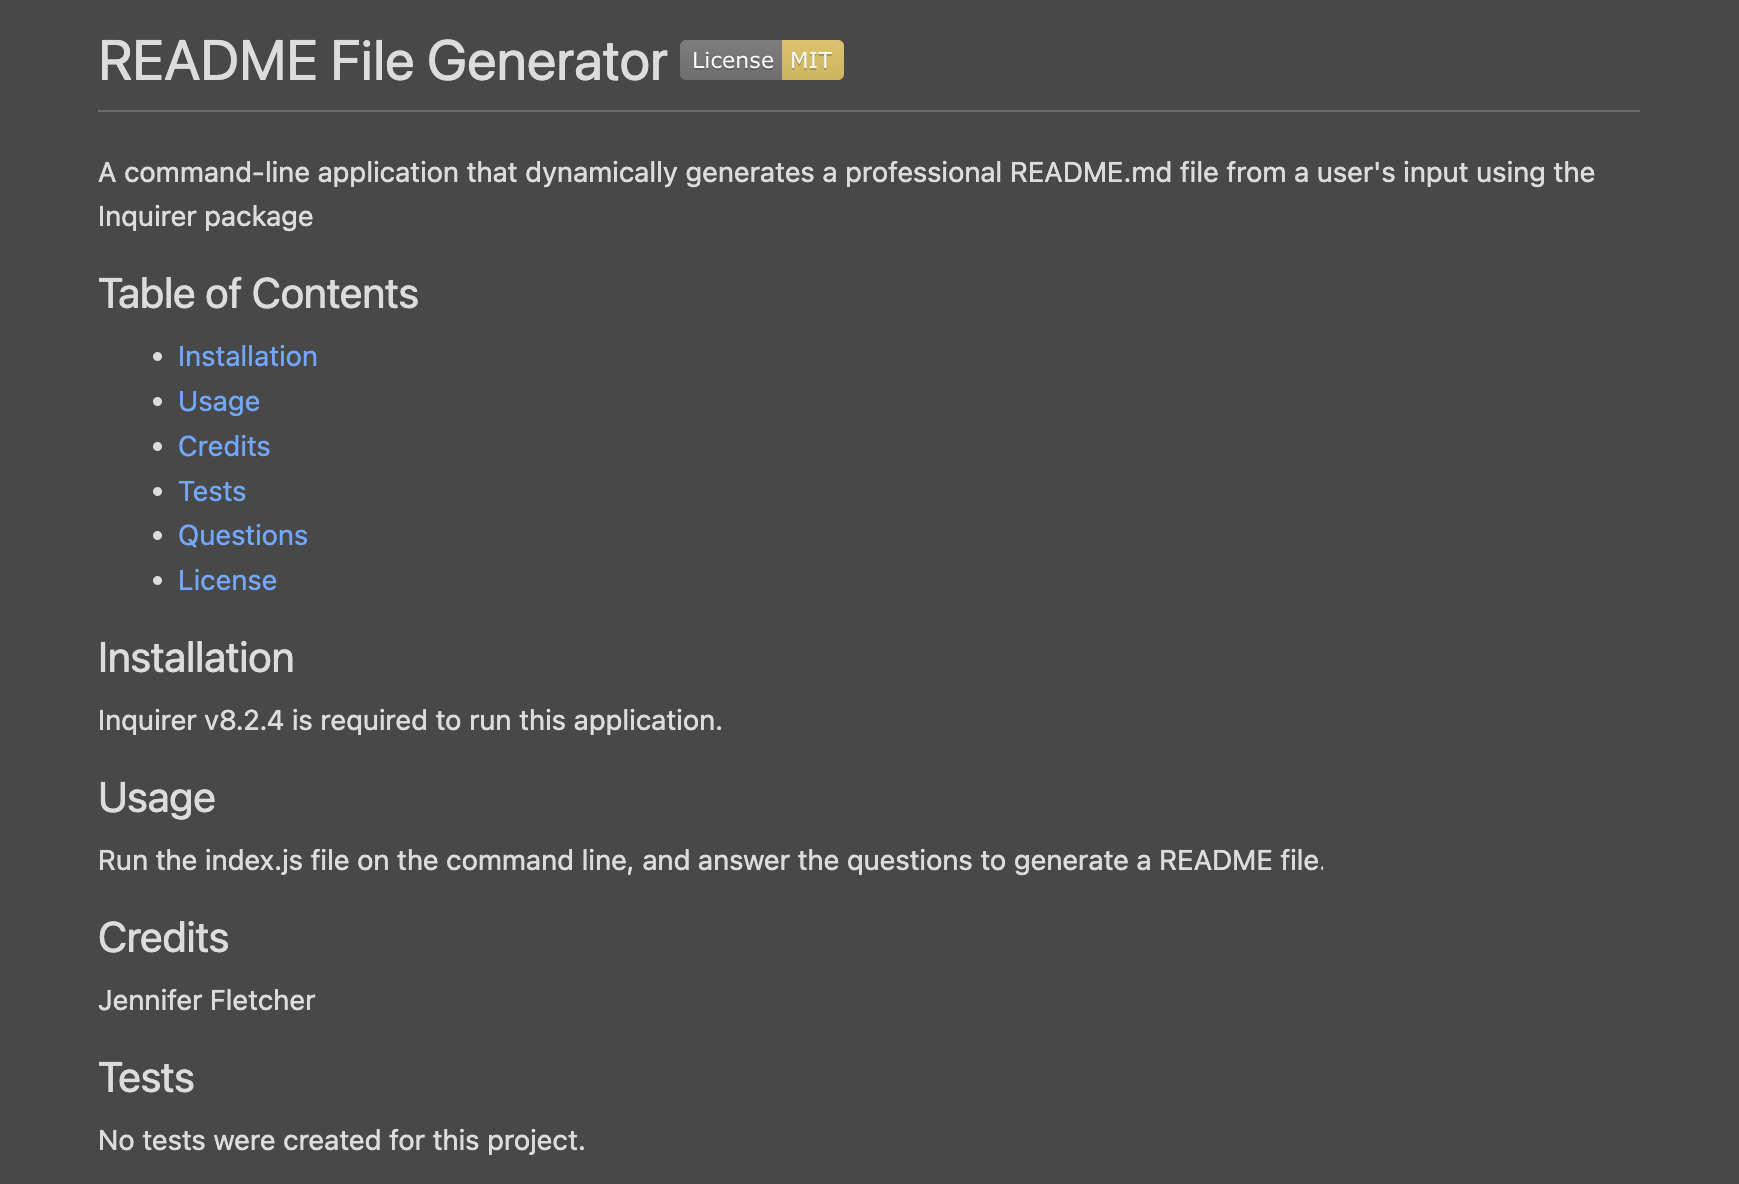 README File Generator License MIT
A command-line application that dynamically generates a professional README.md file from a user's input using the
Inquirer package
Table of Contents
• Installation
• Usage
• Credits
• Tests
• Questions
• License
Installation
Inquirer v8.2.4 is required to run this application.
Usage
Run the index.js file on the command line, and answer the questions to generate a README file.
Credits
Jennifer Fletcher
Tests
No tests were created for this project.